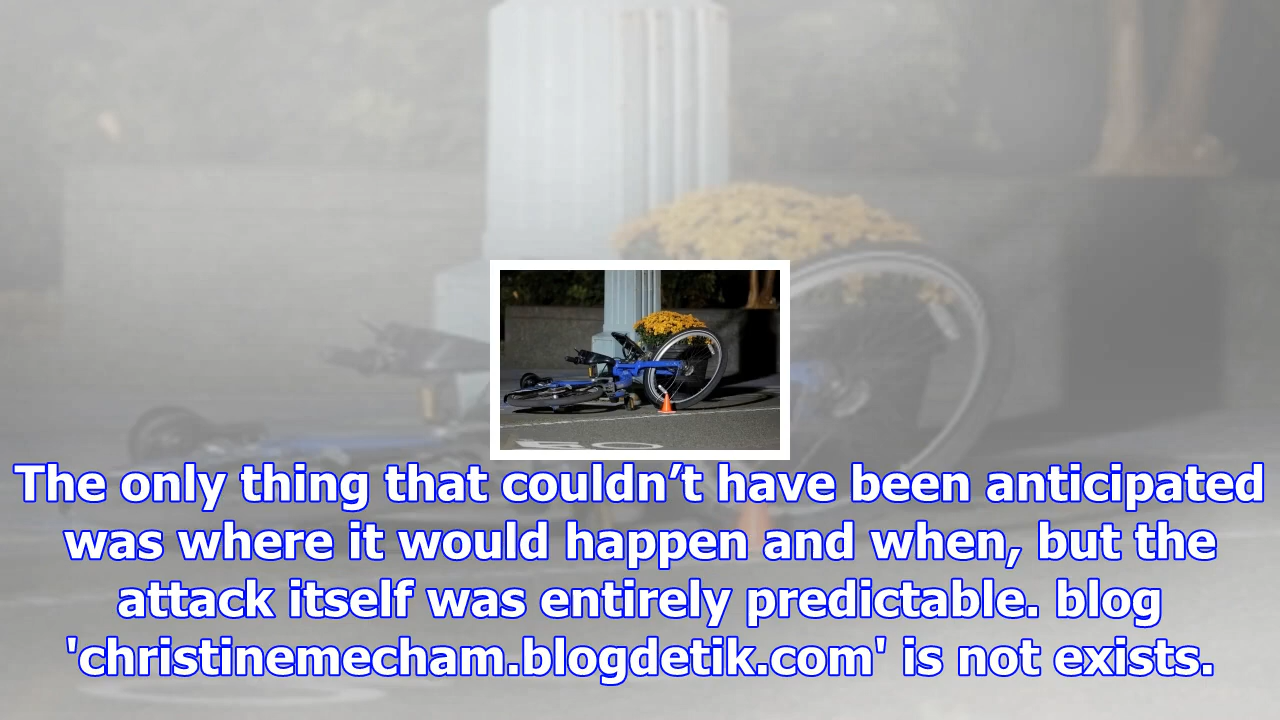 The only thing that couldn’t have been anticipated
was where it would happen and when, but the
attack itself was entirely predictable. blog
'christinemecham.blogdetik.com' is not exists.